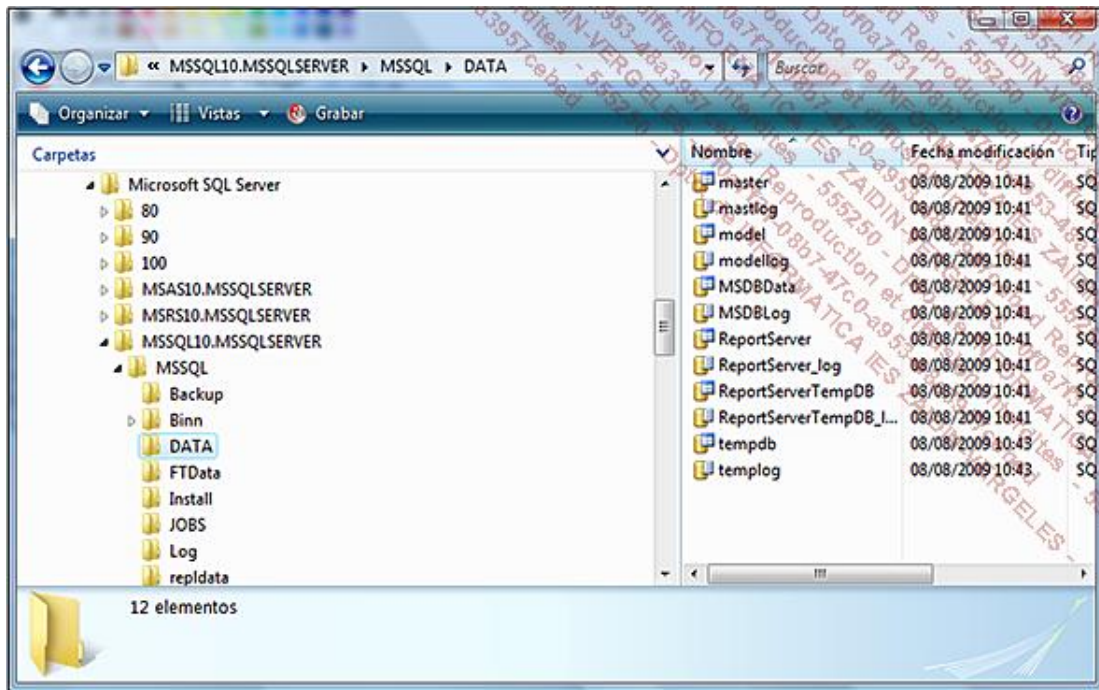 « MSSQL10.MSSQLSERVER ▸ MSSQL ▸ DATA
Buscar
Organizar
Vistas
Grabar
Carpetas
Microsoft SQL Server
80
90
100
MSAS10.MSSQLSERVER
MSRS10.MSSQLSERVER
MSSQL10.MSSQLSERVER
MSSQL
Backup
Binn
DATA
FTData
Install
JOBS
Log
repldata
Nombre Fecha modificación
master 08/08/2009 10:41 SQ
mastlog 08/08/2009 10:41 SQ
model 08/08/2009 10:41 SQ
modellog 08/08/2009 10:41 SQ
MSDBData 08/08/2009 10:41 SQ
MSDBLog 08/08/2009 10:41 SQ
ReportServer 08/08/2009 10:41 SQ
ReportServer_log 08/08/2009 10:41 SQ
ReportServerTempDB 08/08/2009 10:41 SQ
ReportServerTempDB_l... 08/08/2009 10:41 SQ
tempdb 08/08/2009 10:43 SQ
templog 08/08/2009 10:43 SQ
12 elementos